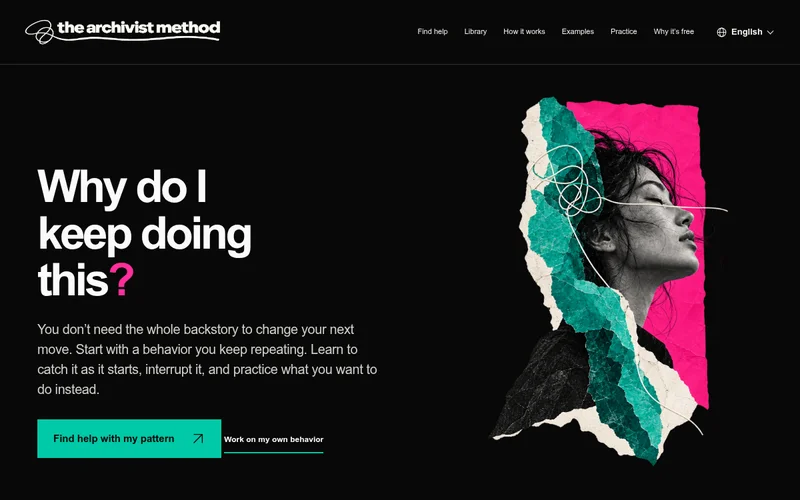 the archivist method
Find help
Library
How it works
Examples
Practice
Why it's free
English
Why do I
keep doing
this?
You don't need the whole backstory to change your next
move. Start with a behavior you keep repeating. Learn to
catch it as it starts, interrupt it, and practice what you want to
do instead.
Find help with my pattern
Work on my own behavior